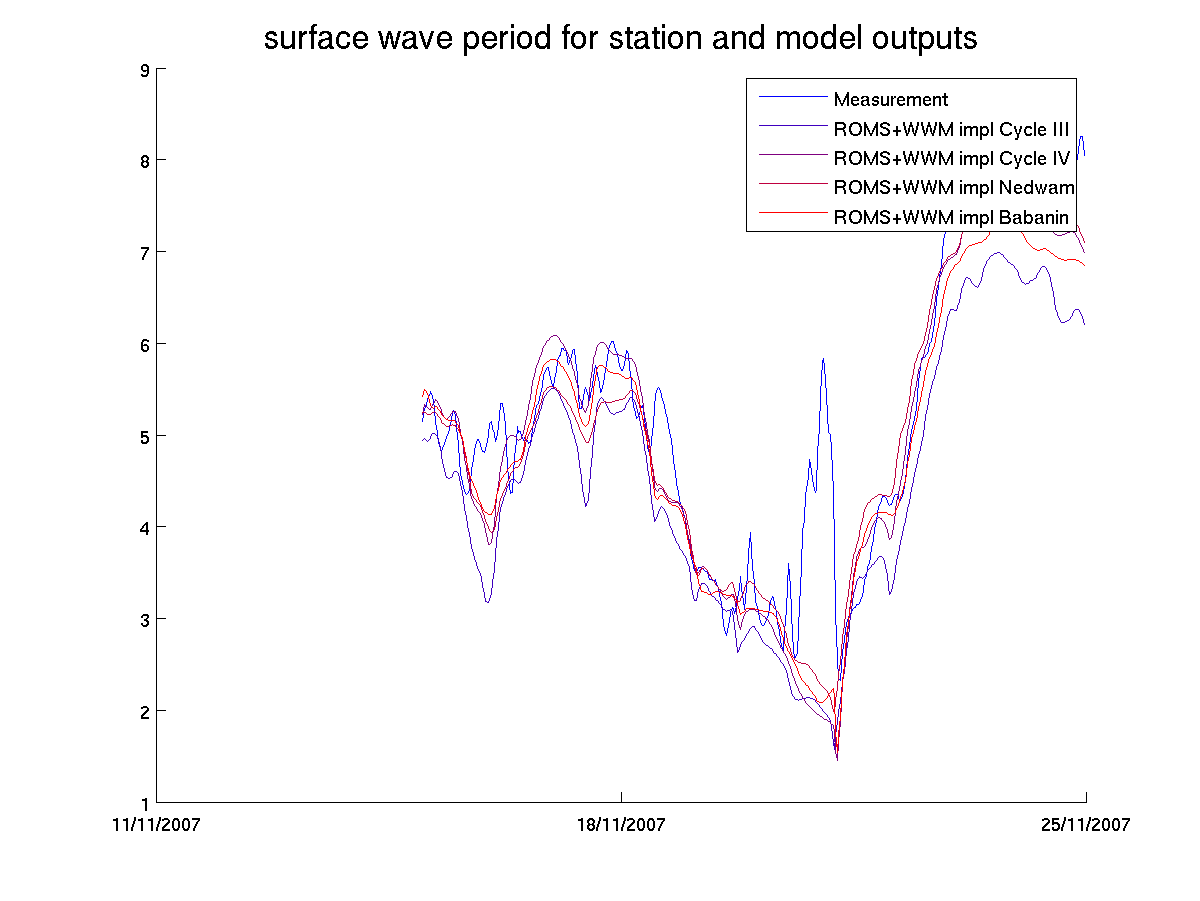 surface wave period for station and model outputs
9
Measurement
ROMS+WWM impl Cycle III
8
ROMS+WWM impl Cycle IV
ROMS+WWM impl Nedwam
ROMS+WWM impl Babanin
7
6
5
4
3
2
1
11/11/2007
18/11/2007
25/11/2007